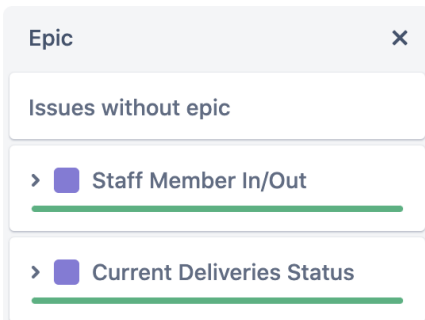 Epic
Issues without epic
Staff Member In/Out
Current Deliveries Status